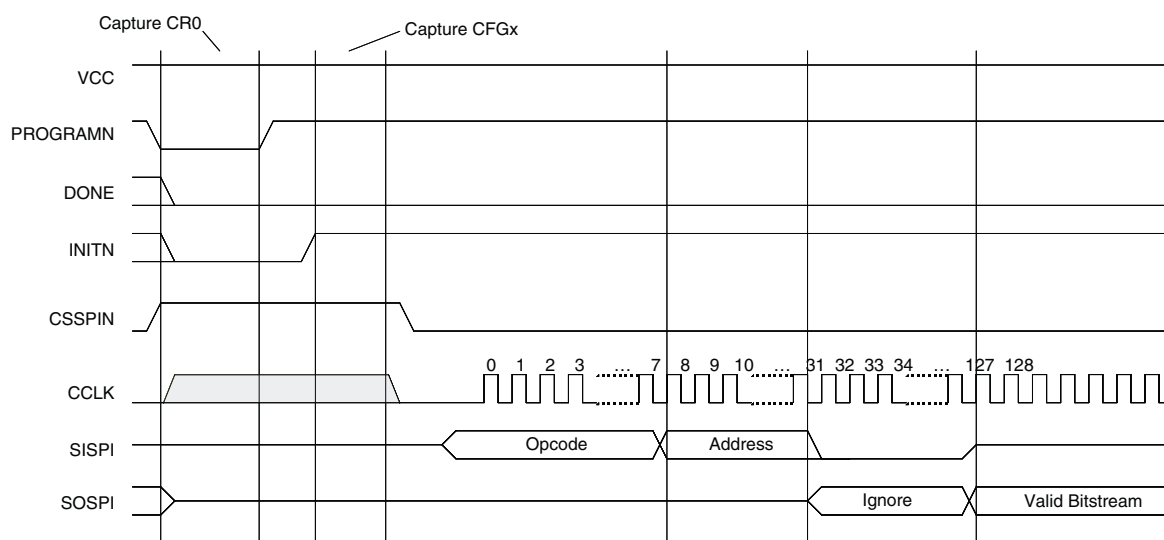 Capture CR0
Capture CFGx
VCC
PROGRAMN
DONE
INITN
CSSPIN
CCLK
0 1 2 3 ... 7 8 9 10 ... 31 32 33 34 ... 127 128
SISPI
Opcode
Address
SOSPI
Ignore
Valid Bitstream